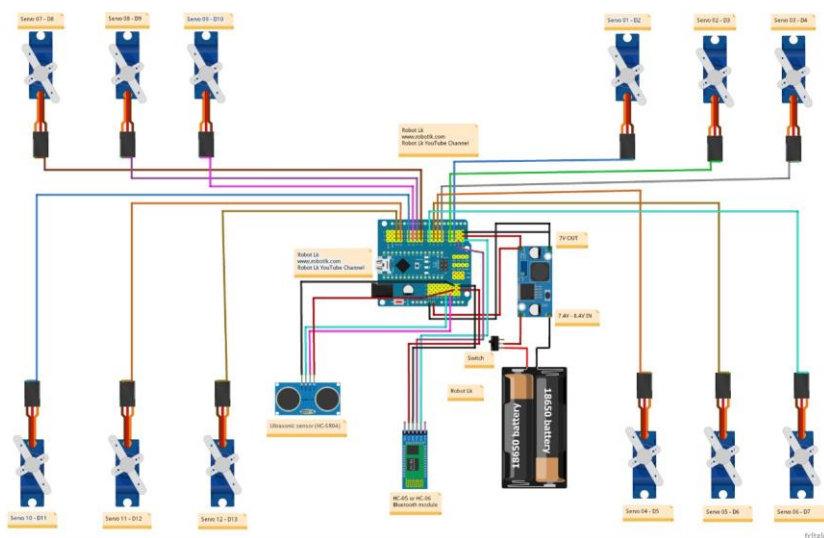 Servo 07 - D8
Servo 08 - D9
Servo 09 - D10
Servo 01 - D2
Servo 02 - D3
Servo 03 - D4
Robot Lk
www.robotlk.com
Robot Lk YouTube Channel
Robot Lk
www.robotlk.com
Robot Lk YouTube Channel
7V OUT
7.4V - 8.4V IN
Switch
Robot Lk
18650 battery
18650 battery
Ultrasonic sensor (HC-SR04)
HC-05 or HC-06
Bluetooth module
Servo 10 - D11
Servo 11 - D12
Servo 12 - D13
Servo 04 - D5
Servo 05 - D6
Servo 06 - D7